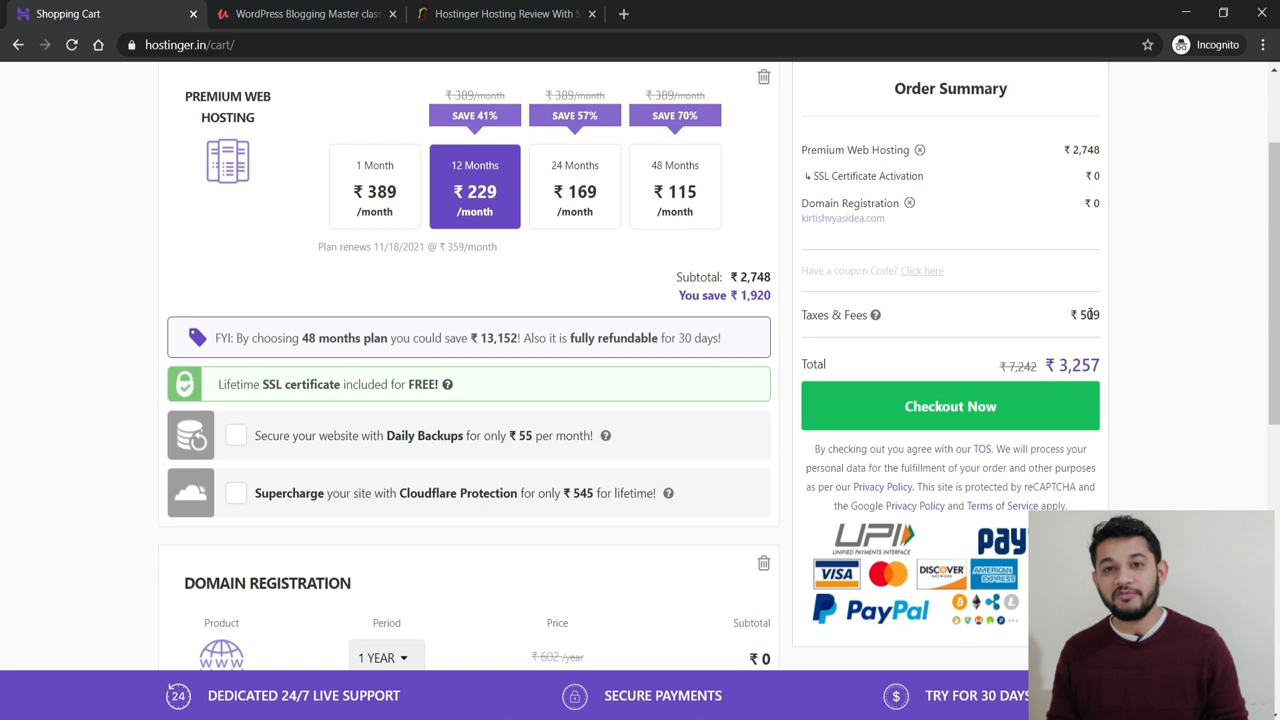 Shopping Cart
WordPress Blogging Master class
Hostinger Hosting Review With S
hostinger.in/cart/
Incognito
PREMIUM WEB
HOSTING
₹ 389/month
₹ 389/month
₹ 389/month
SAVE 41%
SAVE 57%
SAVE 70%
1 Month
₹ 389
/month
12 Months
₹ 229
/month
24 Months
₹ 169
/month
48 Months
₹ 115
/month
Plan renews 11/18/2021 @ ₹ 359/month
Subtotal: ₹ 2,748
You save ₹ 1,920
FYI: By choosing 48 months plan you could save ₹ 13,152! Also it is fully refundable for 30 days!
Lifetime SSL certificate included for FREE! ?
Secure your website with Daily Backups for only ₹ 55 per month! ?
Supercharge your site with Cloudflare Protection for only ₹ 545 for lifetime! ?
DOMAIN REGISTRATION
Product
Period
Price
Subtotal
WWW
1 YEAR
₹ 602 /year
₹ 0
Order Summary
Premium Web Hosting
₹ 2,748
SSL Certificate Activation
₹ 0
Domain Registration
₹ 0
kirtishvyasidea.com
Have a coupon Code? Click here
Taxes & Fees ?
₹ 509
Total
₹ 7,242 ₹ 3,257
Checkout Now
By checking out you agree with our TOS. We will process your
personal data for the fulfillment of your order and other purposes
as per our Privacy Policy. This site is protected by reCAPTCHA and
the Google Privacy Policy and Terms of Service apply.
UPI
UNIFIED PAYMENTS INTERFACE
VISA
DISCOVER
AMERICAN EXPRESS
PayPal
24
DEDICATED 24/7 LIVE SUPPORT
SECURE PAYMENTS
$
TRY FOR 30 DAYS